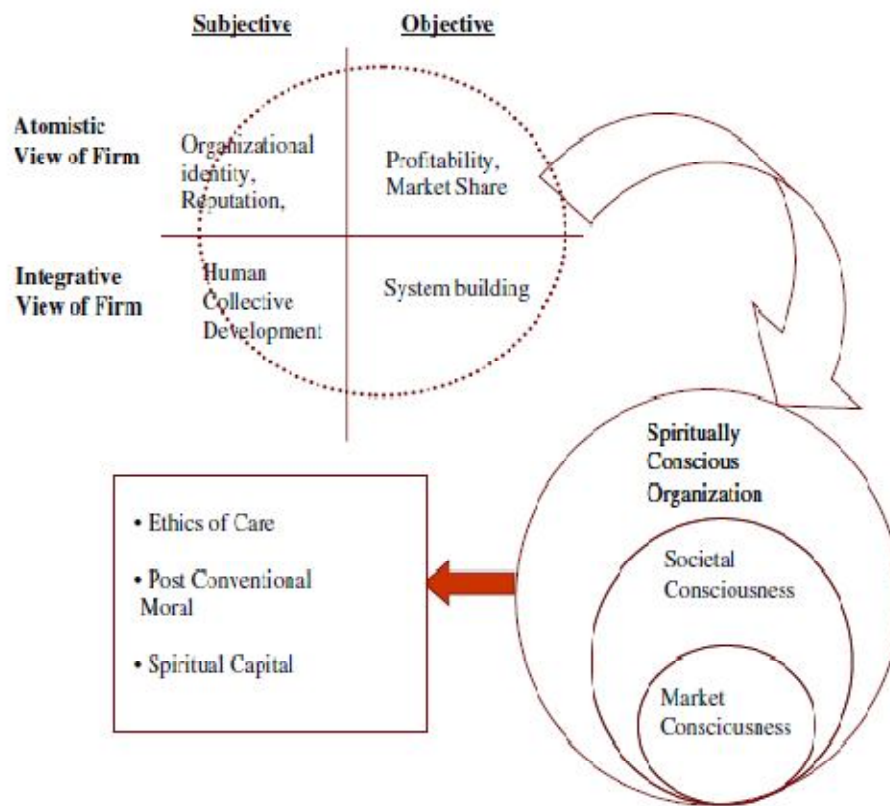 Subjective
Objective
Atomistic
View of Firm
Organizational
identity,
Reputation,
Profitability,
Market Share
Integrative
View of Firm
Human
Collective
Development
System building
Spiritually
Conscious
Organization
Societal
Consciousness
Market
Consciousness
• Ethics of Care
• Post Conventional
Moral
• Spiritual Capital